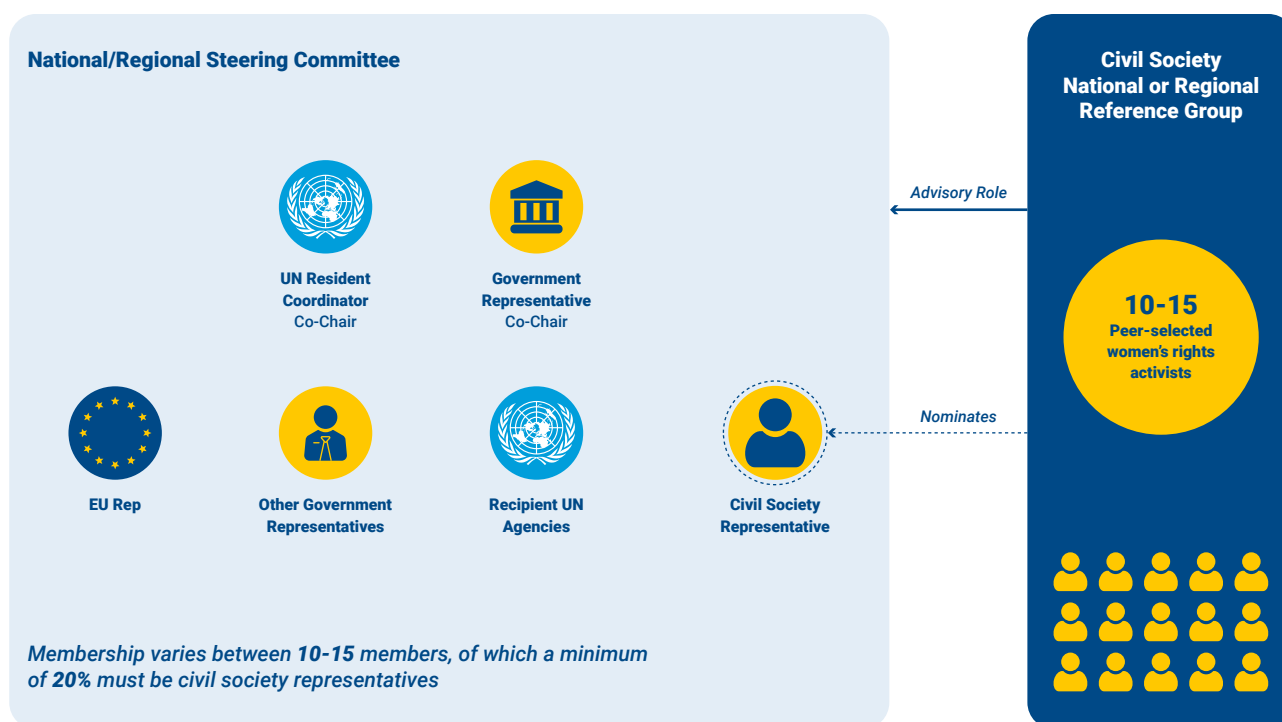 National/Regional Steering Committee
UN Resident
Coordinator
Co-Chair
Government
Representative
Co-Chair
EU Rep
Other Government
Representatives
Recipient UN
Agencies
Civil Society
Representative
Membership varies between 10-15 members, of which a minimum
of 20% must be civil society representatives
Advisory Role
Nominates
Civil Society
National or Regional
Reference Group
10-15
Peer-selected
women’s rights
activists